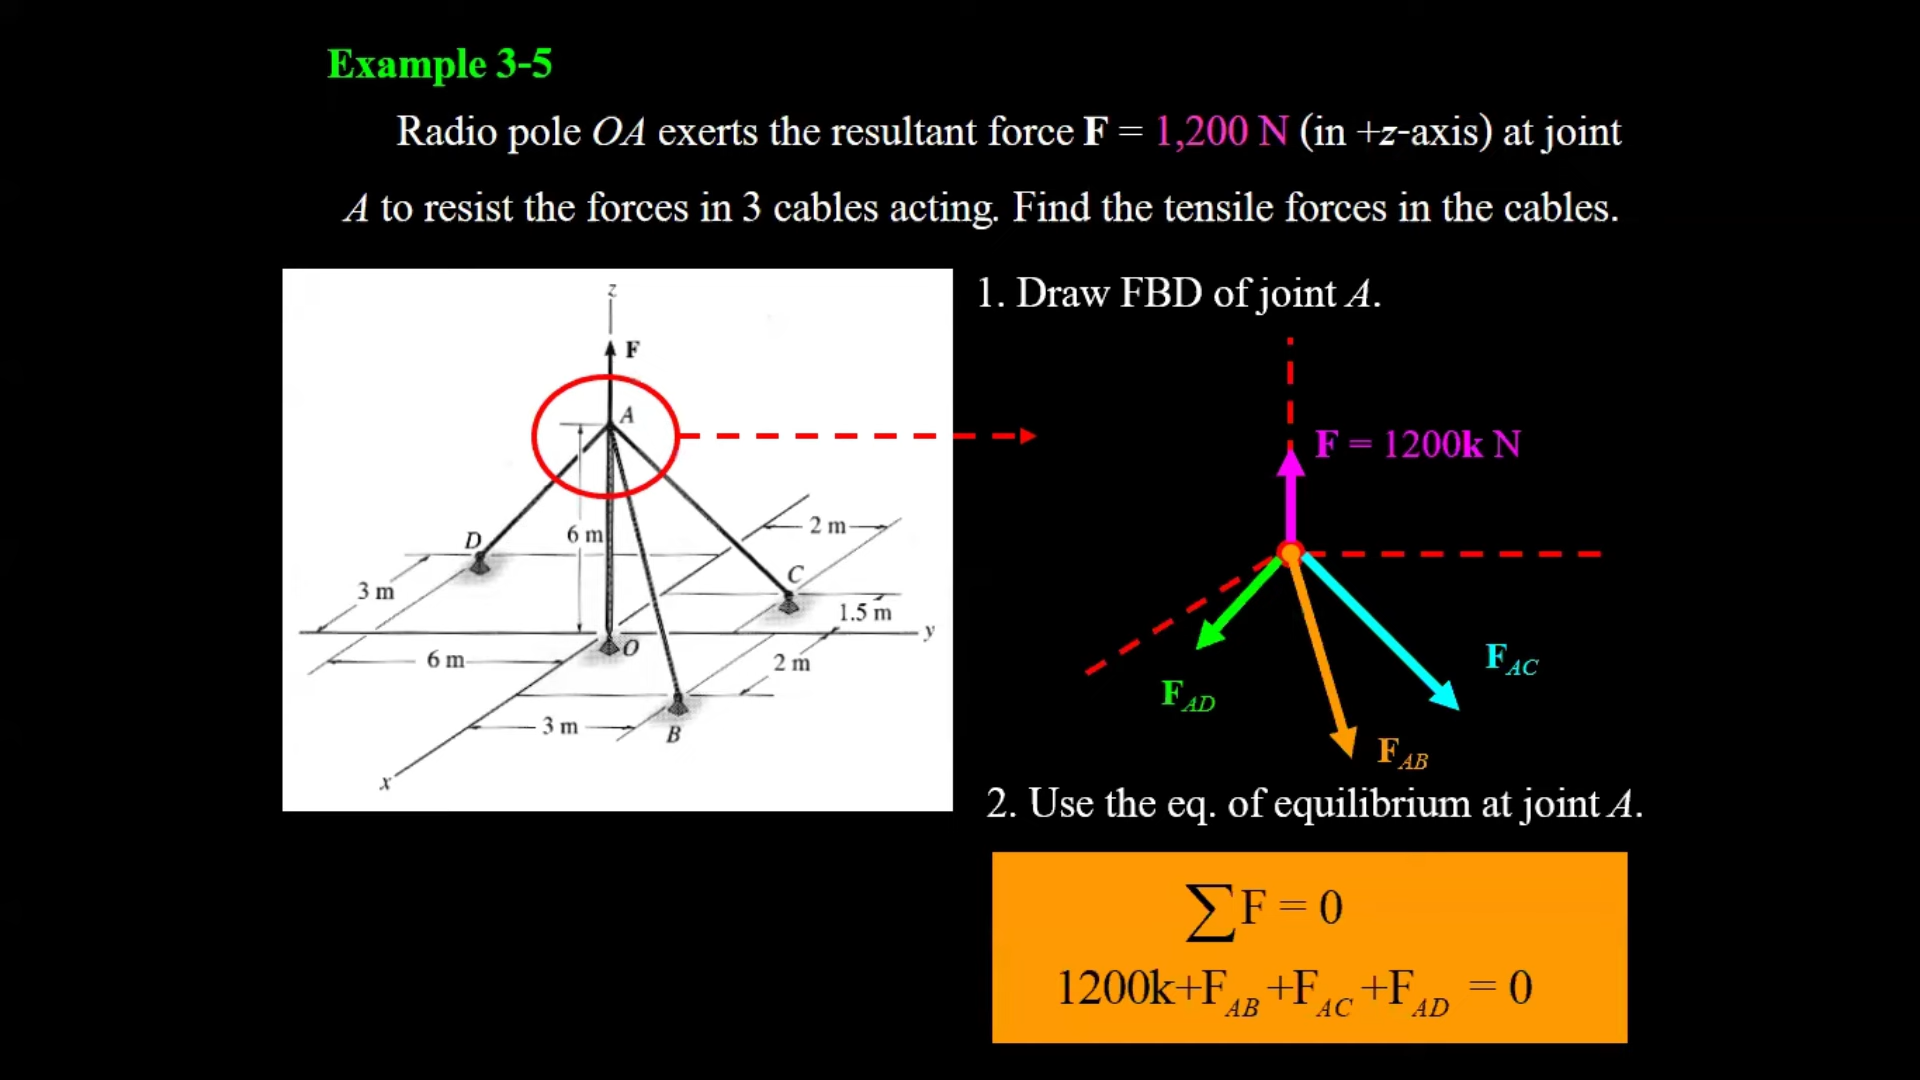 Example 3-5
Radio pole OA exerts the resultant force F = 1,200 N (in +z-axis) at joint
A to resist the forces in 3 cables acting. Find the tensile forces in the cables.
1. Draw FBD of joint A.
z
F
A
D
6 m
2 m
3 m
C
1.5 m
y
O
6 m
2 m
3 m
B
x
F = 1200k N
F_AC
F_AD
F_AB
2. Use the eq. of equilibrium at joint A.
∑F = 0
1200k+F_AB+F_AC+F_AD = 0